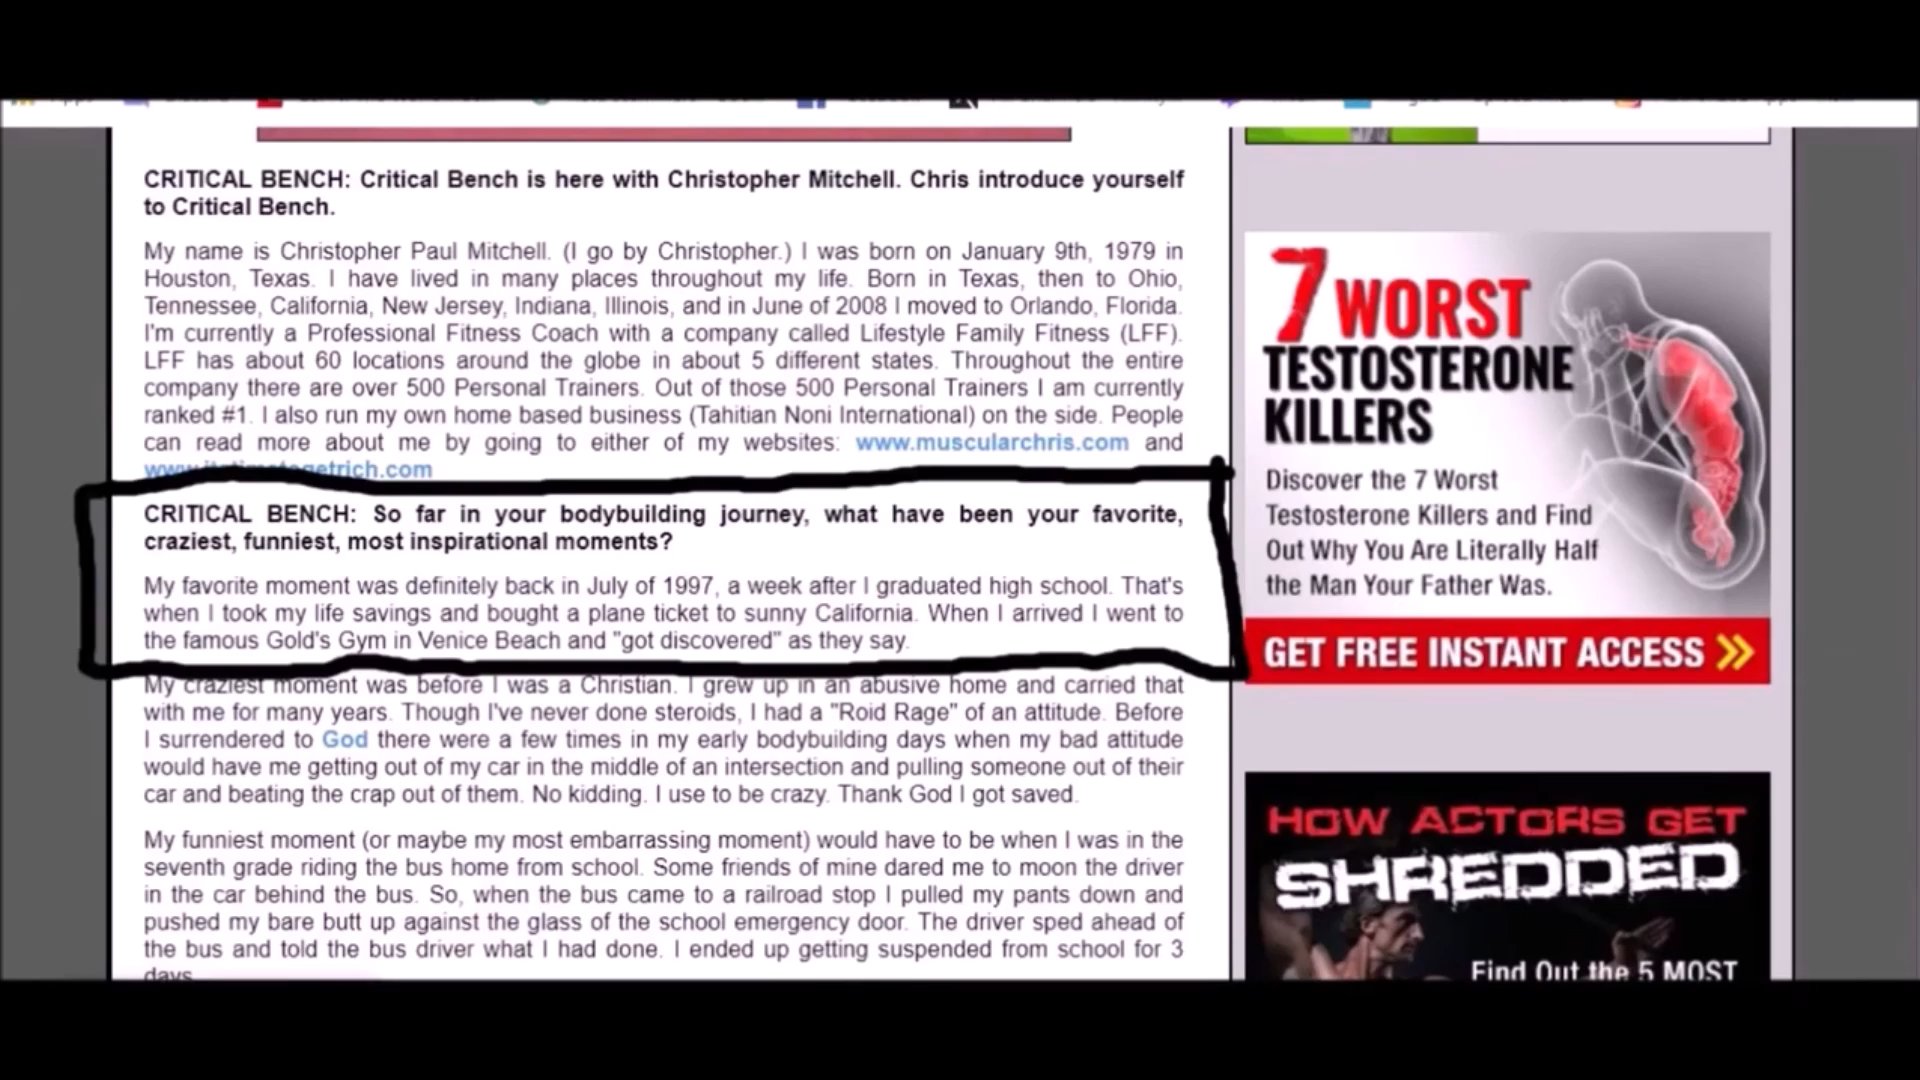 CRITICAL BENCH: Critical Bench is here with Christopher Mitchell. Chris introduce yourself
to Critical Bench.
My name is Christopher Paul Mitchell. (I go by Christopher.) I was born on January 9th, 1979 in
Houston, Texas. I have lived in many places throughout my life. Born in Texas, then to Ohio,
Tennessee, California, New Jersey, Indiana, Illinois, and in June of 2008 I moved to Orlando, Florida.
I'm currently a Professional Fitness Coach with a company called Lifestyle Family Fitness (LFF).
LFF has about 60 locations around the globe in about 5 different states. Throughout the entire
company there are over 500 Personal Trainers. Out of those 500 Personal Trainers I am currently
ranked #1. I also run my own home based business (Tahitian Noni International) on the side. People
can read more about me by going to either of my websites: www.muscularchris.com and
www.itstimetogetrich.com
CRITICAL BENCH: So far in your bodybuilding journey, what have been your favorite,
craziest, funniest, most inspirational moments?
My favorite moment was definitely back in July of 1997, a week after I graduated high school. That's
when I took my life savings and bought a plane ticket to sunny California. When I arrived I went to
the famous Gold's Gym in Venice Beach and "got discovered" as they say.
My craziest moment was before I was a Christian. I grew up in an abusive home and carried that
with me for many years. Though I've never done steroids, I had a "Roid Rage" of an attitude. Before
I surrendered to God there were a few times in my early bodybuilding days when my bad attitude
would have me getting out of my car in the middle of an intersection and pulling someone out of their
car and beating the crap out of them. No kidding. I use to be crazy. Thank God I got saved.
My funniest moment (or maybe my most embarrassing moment) would have to be when I was in the
seventh grade riding the bus home from school. Some friends of mine dared me to moon the driver
in the car behind the bus. So, when the bus came to a railroad stop I pulled my pants down and
pushed my bare butt up against the glass of the school emergency door. The driver sped ahead of
the bus and told the bus driver what I had done. I ended up getting suspended from school for 3
days
7 WORST
TESTOSTERONE
KILLERS
Discover the 7 Worst
Testosterone Killers and Find
Out Why You Are Literally Half
the Man Your Father Was.
GET FREE INSTANT ACCESS
HOW ACTORS GET
SHREDDED
Find Out the 5 MOST